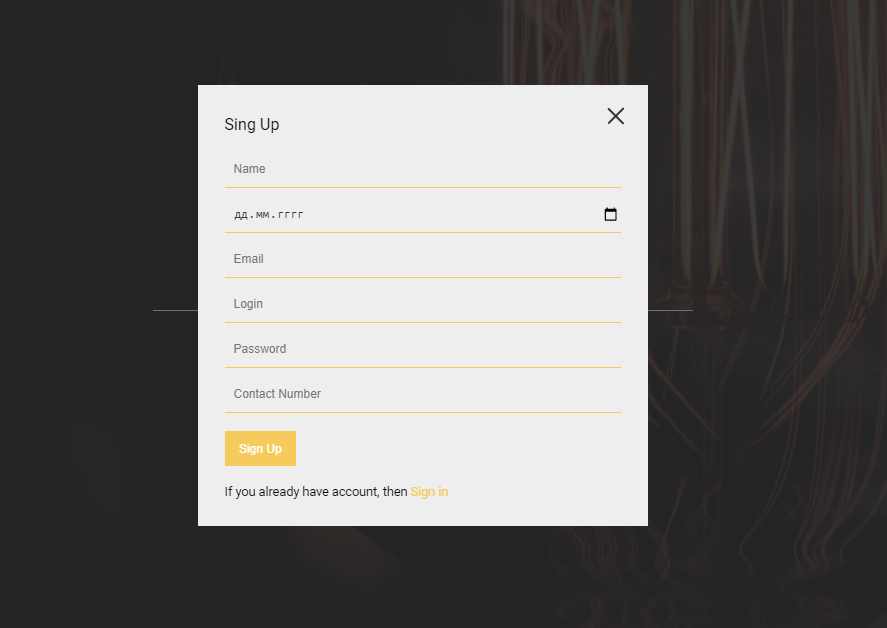 Sing Up
Name
дд.мм.гггг
Email
Login
Password
Contact Number
Sign Up
If you already have account, then Sign in